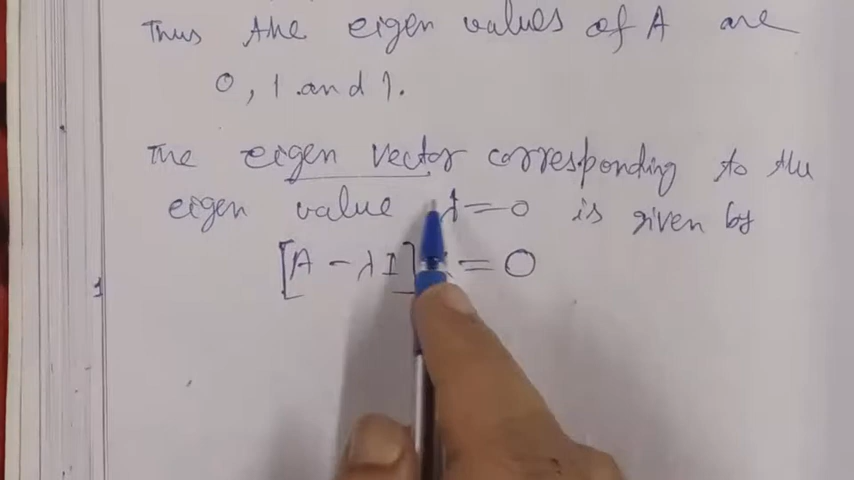 Thus the eigen values of A are
0, 1 and 1.
The eigen vector corresponding to the
eigen value λ=0 is given by
[A - λI] = 0